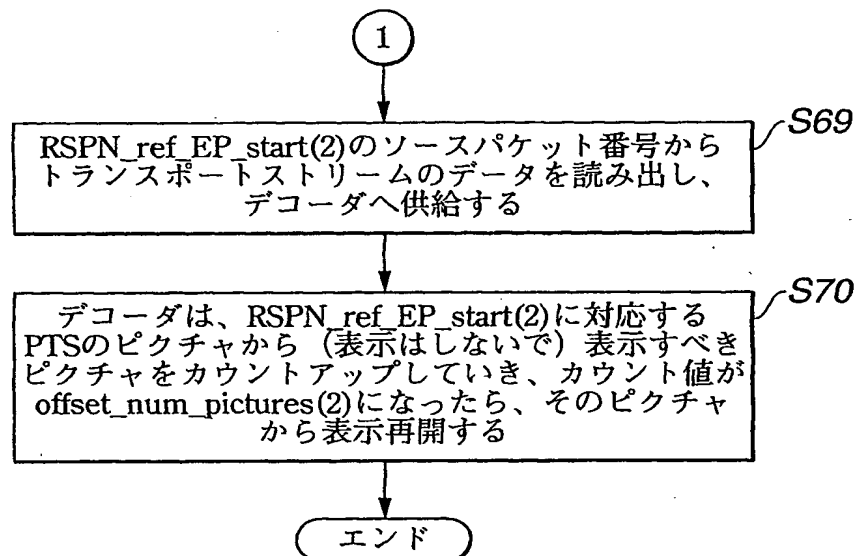 1
S69
RSPN_ref_EP_start(2)のソースパケット番号から
トランスポートストリームのデータを読み出し、
デコーダへ供給する
S70
デコーダは、RSPN_ref_EP_start(2)に対応する
PTSのピクチャから（表示はしないで）表示すべき
ピクチャをカウントアップしていき、カウント値が
offset_num_pictures(2)になったら、そのピクチャ
から表示再開する
エンド